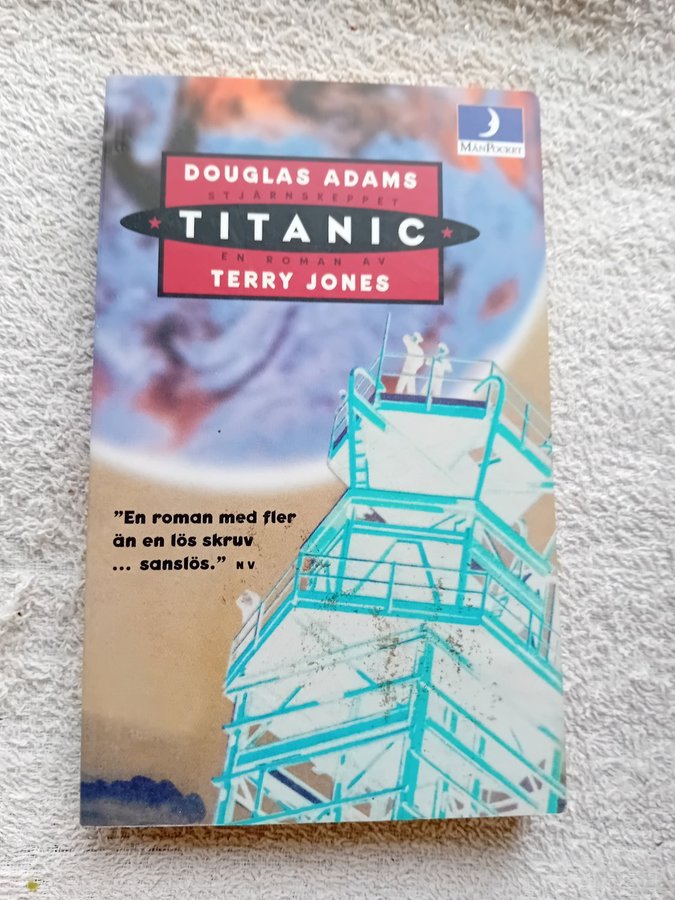 MÅNPOCKET
DOUGLAS ADAMS
STJÄRNSKEPPET
TITANIC
EN ROMAN AV
TERRY JONES
”En roman med fler
än en lös skruv
... sanslös.” NV